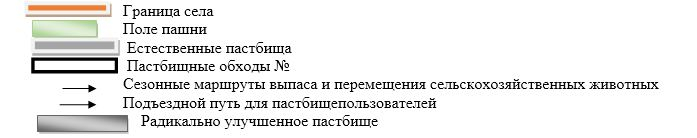 Граница села
Поле пашни
Естественные пастбища
Пастбищные обходы №
Сезонные маршруты выпаса и перемещения сельскохозяйственных животных
Подъездной путь для пастбищепользователей
Радикально улучшенное пастбище